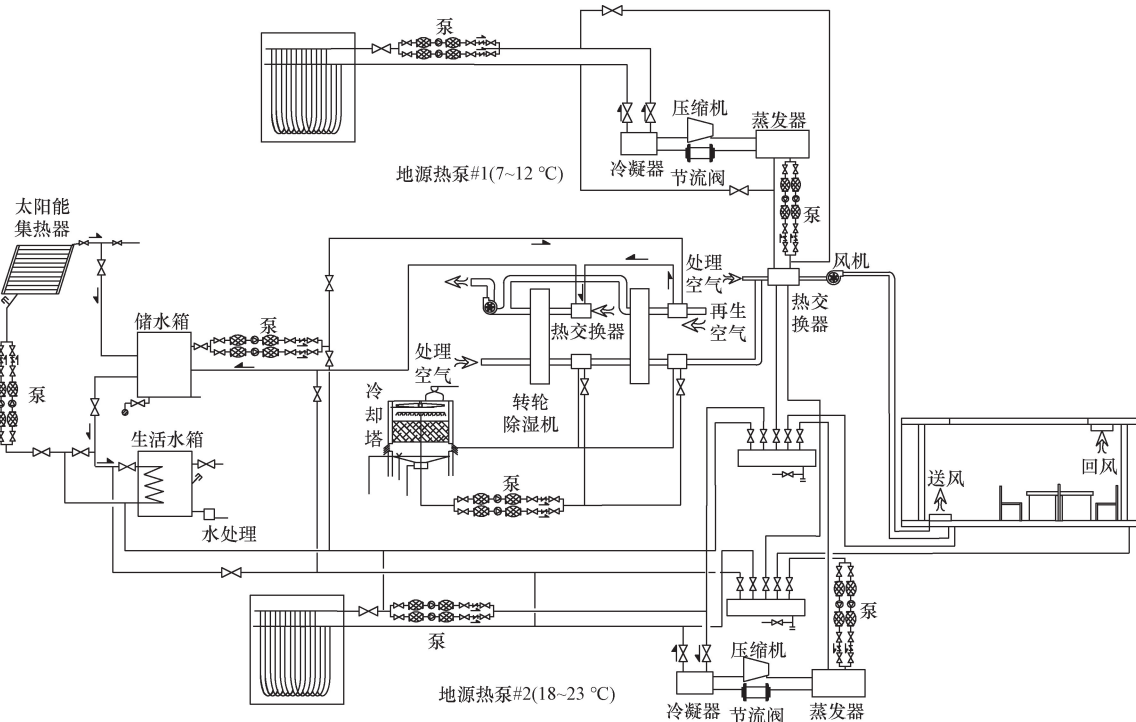 泵
压缩机
蒸发器
冷凝器
节流阀
地源热泵#1(7~12 ℃)
泵
太阳能
集热器
处理
空气
风机
热交
换器
储水箱
泵
热交换器
再生
空气
处理
空气
泵
冷
却
塔
转轮
除湿机
生活水箱
泵
回风
送风
水处理
泵
泵
压缩机
地源热泵#2(18~23 ℃)
冷凝器
节流阀
蒸发器